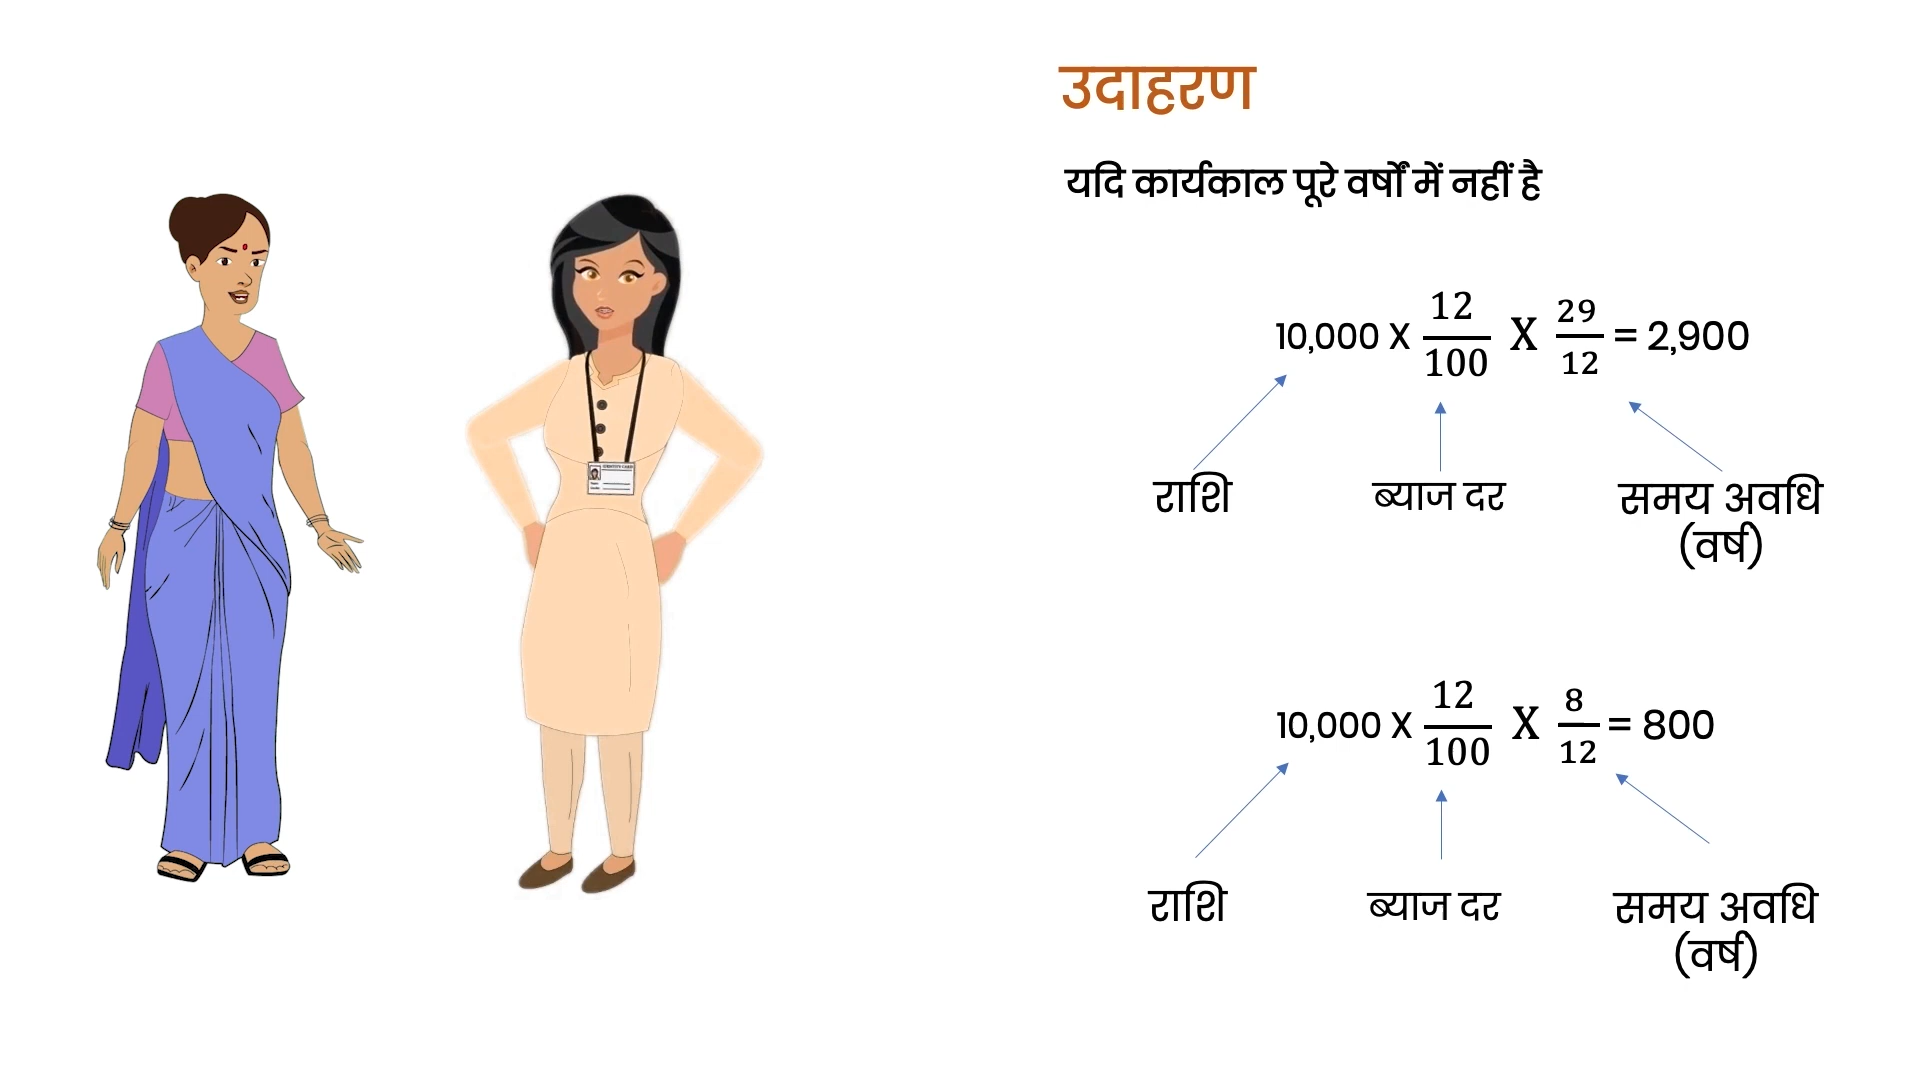 उदाहरण
यदि कार्यकाल पूरे वर्षों में नहीं है
10,000 X 12/100 X 29/12 = 2,900
राशि ब्याज दर समय अवधि
(वर्ष)
10,000 X 12/100 X 8/12 = 800
राशि ब्याज दर समय अवधि
(वर्ष)